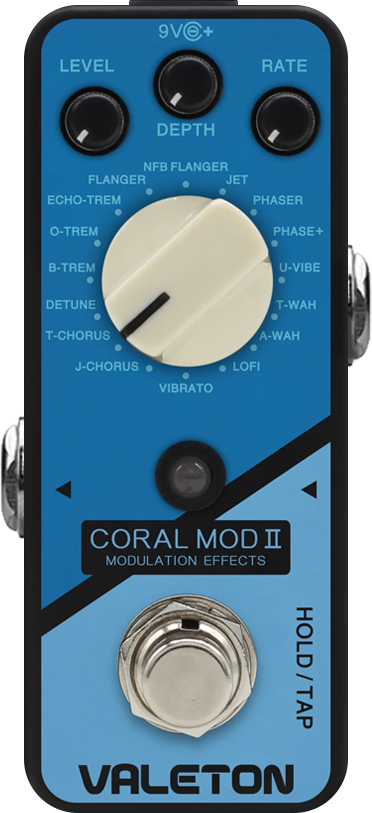 9V+
LEVEL
RATE
DEPTH
NFB FLANGER
FLANGER
JET
ECHO-TREM
PHASER
O-TREM
PHASE+
B-TREM
U-VIBE
DETUNE
T-WAH
T-CHORUS
A-WAH
J-CHORUS
LOFI
VIBRATO
CORAL MOD II
MODULATION EFFECTS
HOLD / TAP
VALETON